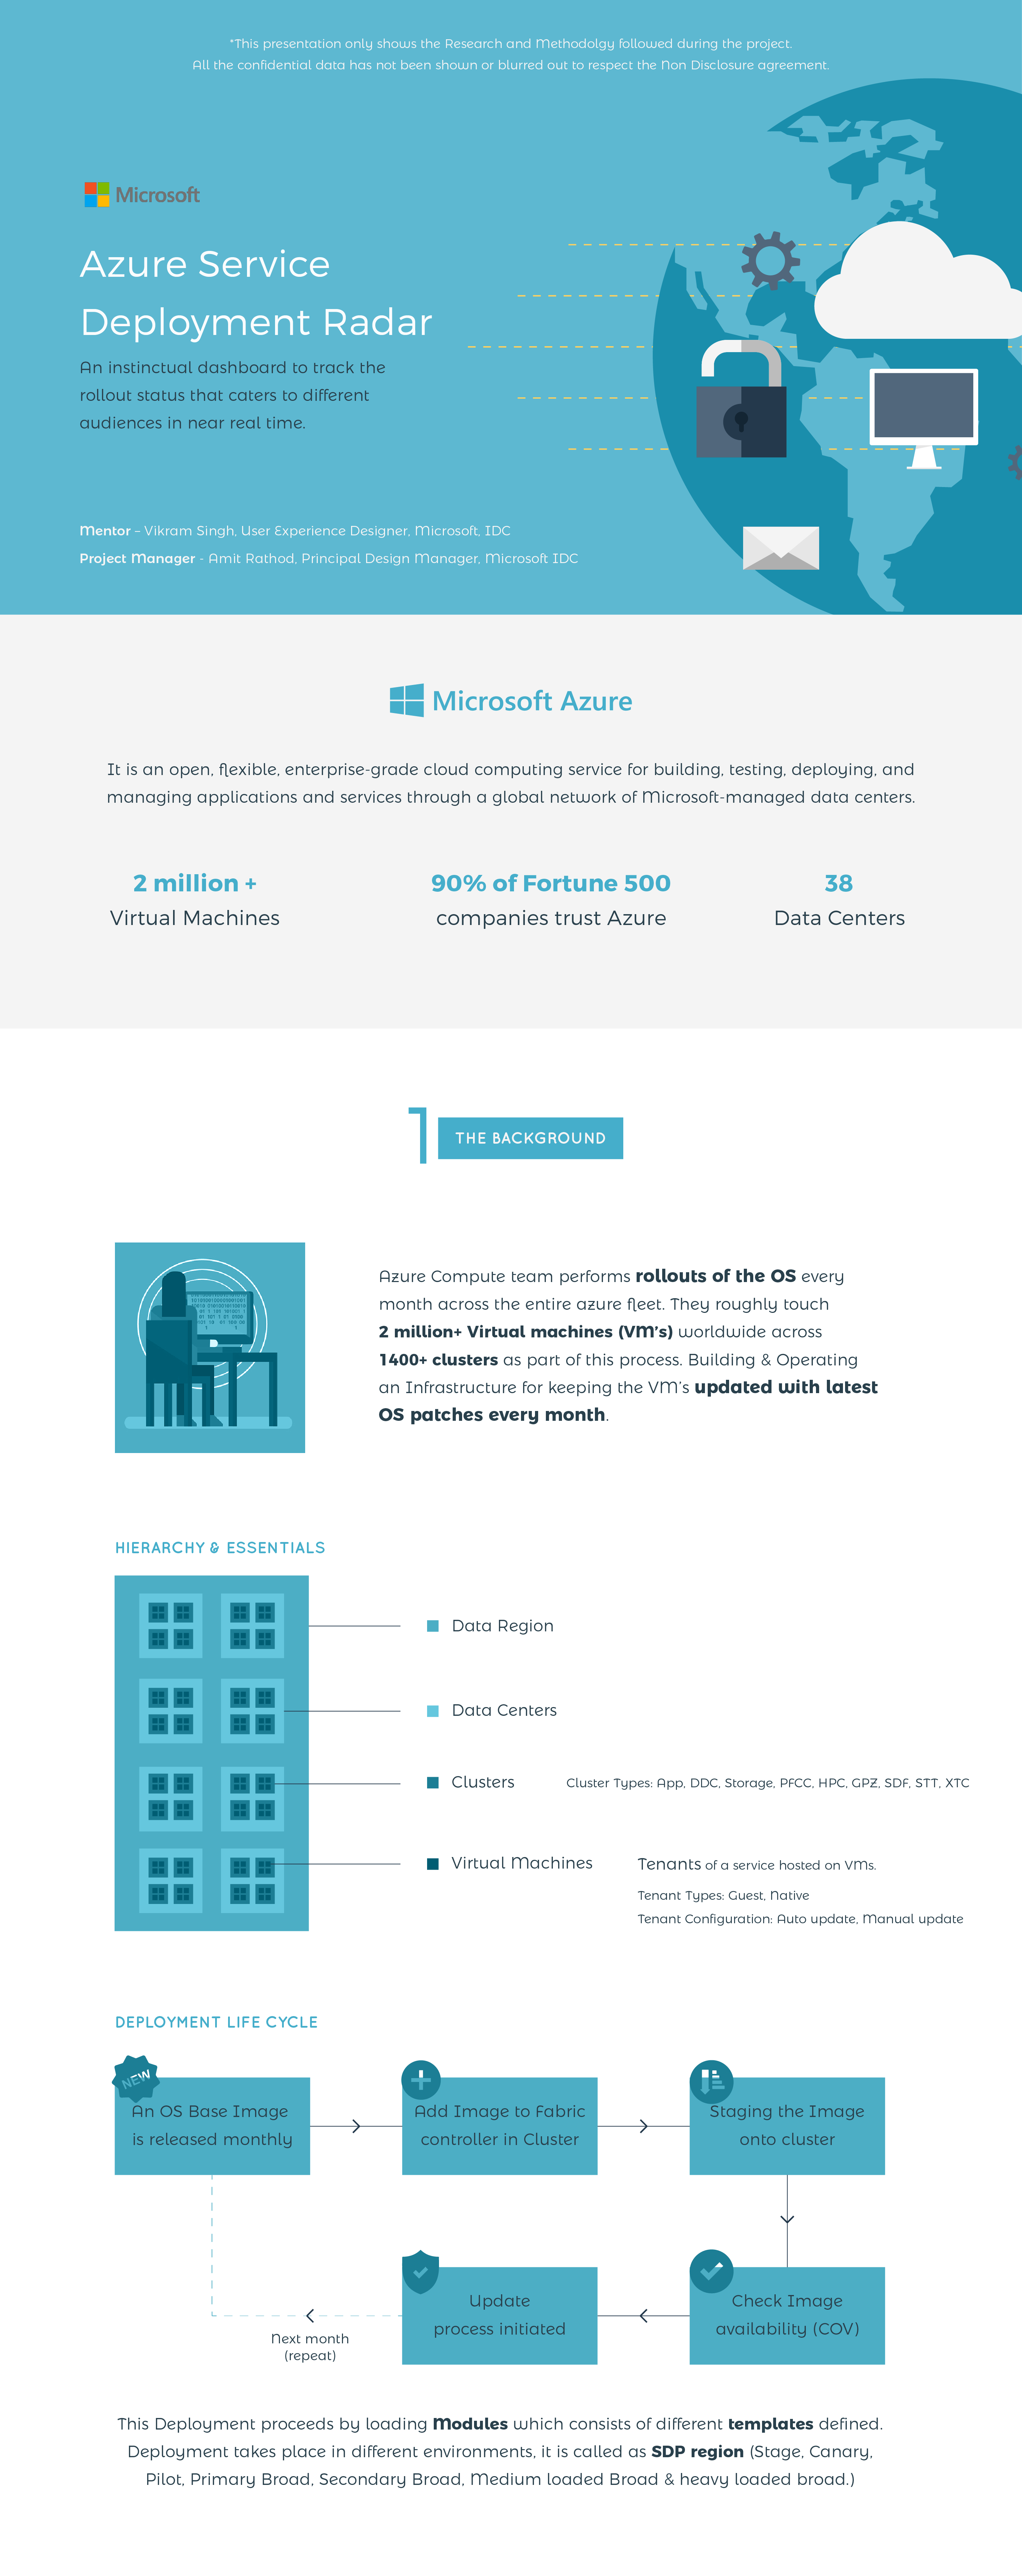 *This presentation only shows the Research and Methodolgy followed during the project.
All the confidential data has not been shown or blurred out to respect the Non Disclosure agreement.
Microsoft
Azure Service
Deployment Radar
An instinctual dashboard to track the
rollout status that caters to different
audiences in near real time.
Mentor – Vikram Singh, User Experience Designer, Microsoft, IDC
Project Manager - Amit Rathod, Principal Design Manager, Microsoft IDC
Microsoft Azure
It is an open, flexible, enterprise-grade cloud computing service for building, testing, deploying, and
managing applications and services through a global network of Microsoft-managed data centers.
2 million +
Virtual Machines
90% of Fortune 500
companies trust Azure
38
Data Centers
1
THE BACKGROUND
Azure Compute team performs rollouts of the OS every
month across the entire azure fleet. They roughly touch
2 million+ Virtual machines (VM's) worldwide across
1400+ clusters as part of this process. Building & Operating
an Infrastructure for keeping the VM's updated with latest
OS patches every month.
HIERARCHY & ESSENTIALS
Data Region
Data Centers
Clusters
Cluster Types: App, DDC, Storage, PFCC, HPC, GPZ, SDF, STT, XTC
Virtual Machines
Tenants of a service hosted on VMs.
Tenant Types: Guest, Native
Tenant Configuration: Auto update, Manual update
DEPLOYMENT LIFE CYCLE
NEW
An OS Base Image
is released monthly
Add Image to Fabric
controller in Cluster
Staging the Image
onto cluster
Check Image
availability (COV)
Update
process initiated
Next month
(repeat)
This Deployment proceeds by loading Modules which consists of different templates defined.
Deployment takes place in different environments, it is called as SDP region (Stage, Canary,
Pilot, Primary Broad, Secondary Broad, Medium loaded Broad & heavy loaded broad.)